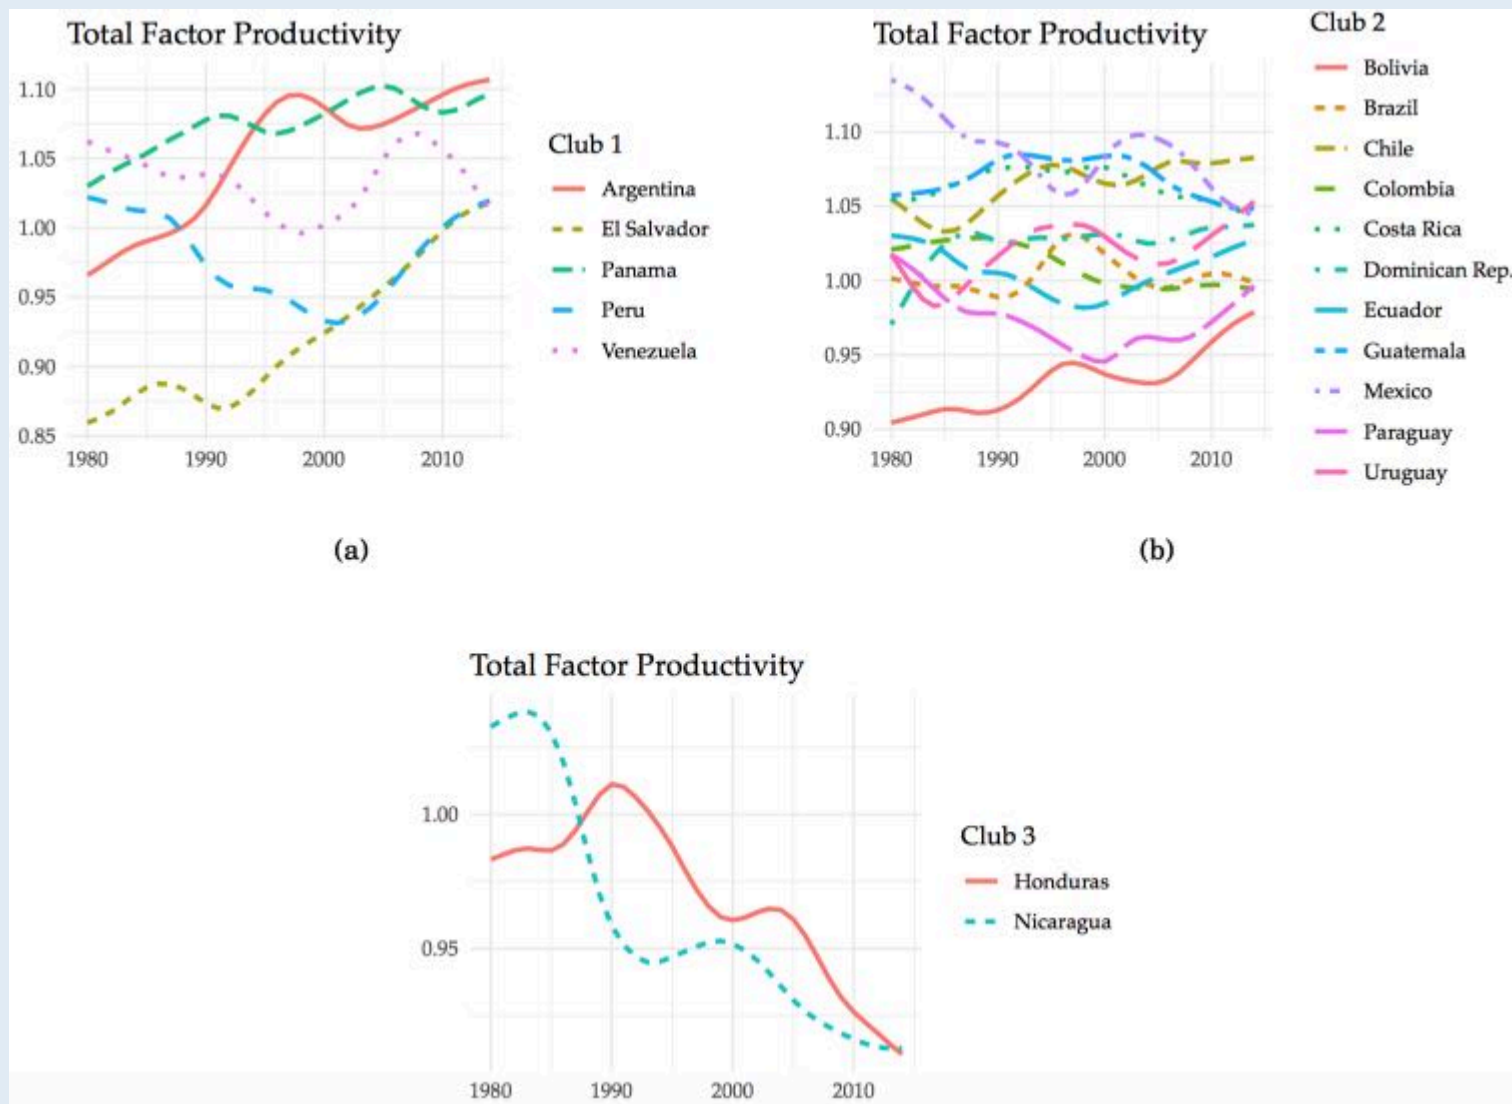 Total Factor Productivity
1.10
1.05
1.00
0.95
0.90
0.85
1980 1990 2000 2010
Club 1
Argentina
El Salvador
Panama
Peru
Venezuela
(a)
Total Factor Productivity
1.10
1.05
1.00
0.95
0.90
1980 1990 2000 2010
Club 2
Bolivia
Brazil
Chile
Colombia
Costa Rica
Dominican Rep.
Ecuador
Guatemala
Mexico
Paraguay
Uruguay
(b)
Total Factor Productivity
1.00
0.95
1980 1990 2000 2010
Club 3
Honduras
Nicaragua